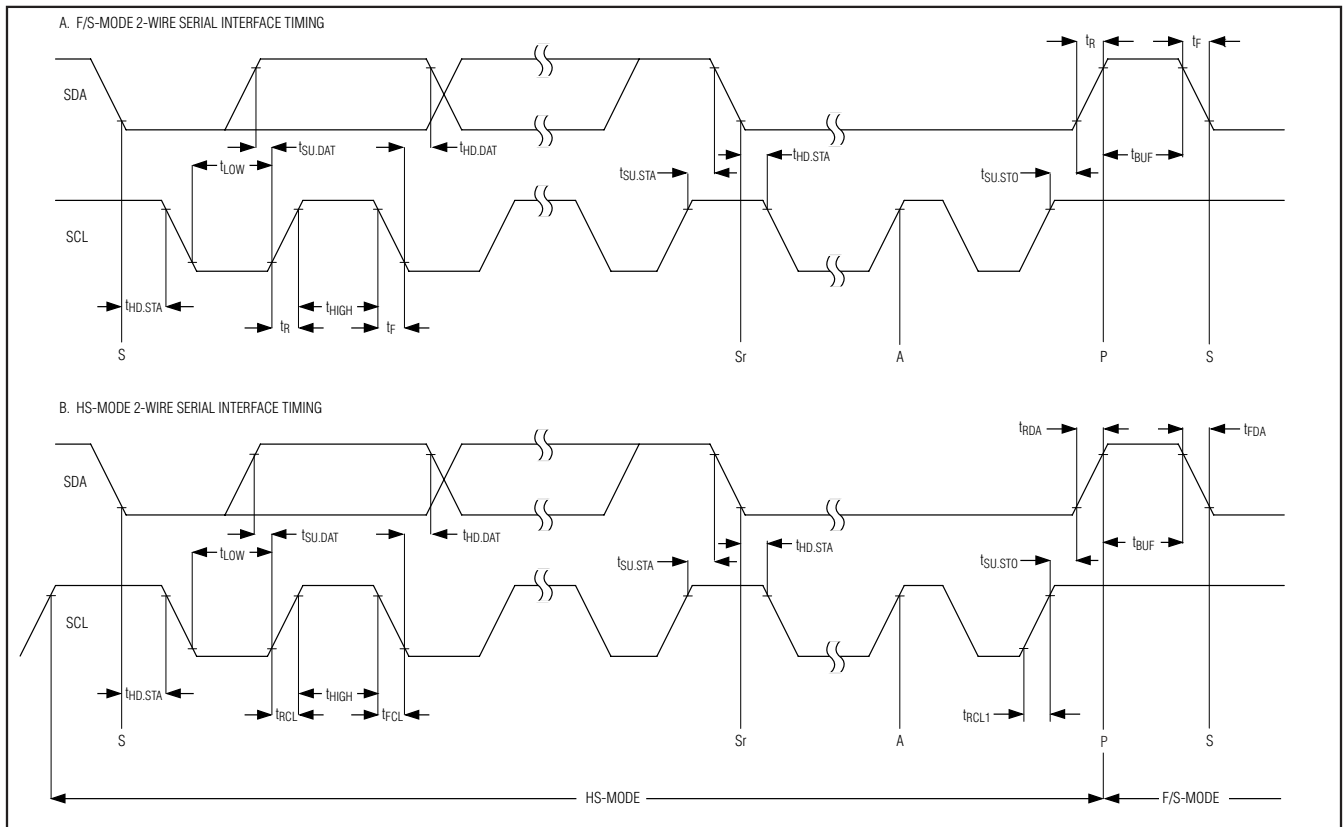 A. F/S-MODE 2-WIRE SERIAL INTERFACE TIMING
tR
tF
SDA
tSU.DAT
tHD.DAT
tHD.STA
tBUF
tLOW
tSU.STA
tSU.STO
SCL
tHD.STA
tHIGH
tR
tF
S
Sr
A
P
S
B. HS-MODE 2-WIRE SERIAL INTERFACE TIMING
tRDA
tFDA
SDA
tSU.DAT
tHD.DAT
tHD.STA
tBUF
tLOW
tSU.STA
tSU.STO
SCL
tHD.STA
tHIGH
tRCL
tFCL
tRCL1
S
Sr
A
P
S
HS-MODE
F/S-MODE